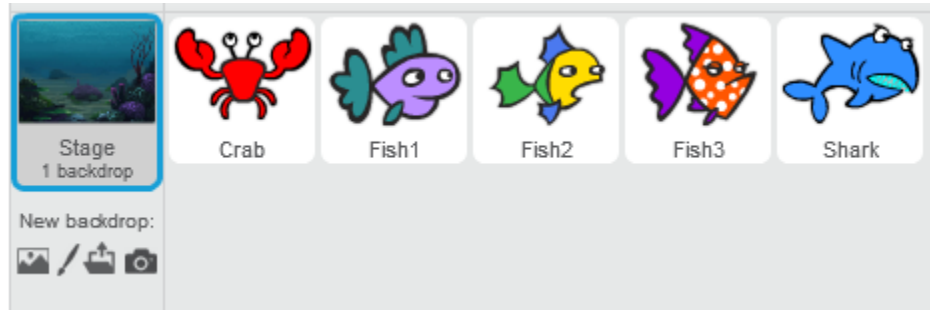 Stage
1 backdrop
Crab
Fish1
Fish2
Fish3
Shark
New backdrop: